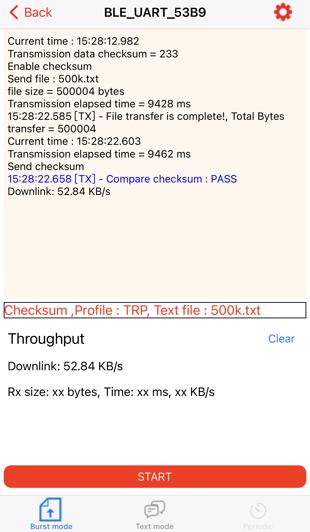 Back
BLE_UART_53B9
Current time : 15:28:12.982
Transmission data checksum = 233
Enable checksum
Send file : 500k.txt
file size = 500004 bytes
Transmission elapsed time = 9428 ms
15:28:22.585 [TX] - File transfer is complete!, Total Bytes
transfer = 500004
Current time : 15:28:22.603
Transmission elapsed time = 9462 ms
Send checksum
15:28:22.658 [TX] - Compare checksum : PASS
Downlink: 52.84 KB/s
Checksum ,Profile : TRP, Text file : 500k.txt
Throughput
Clear
Downlink: 52.84 KB/s
Rx size: xx bytes, Time: xx ms, xx KB/s
START
Burst mode
Text mode
Periodic